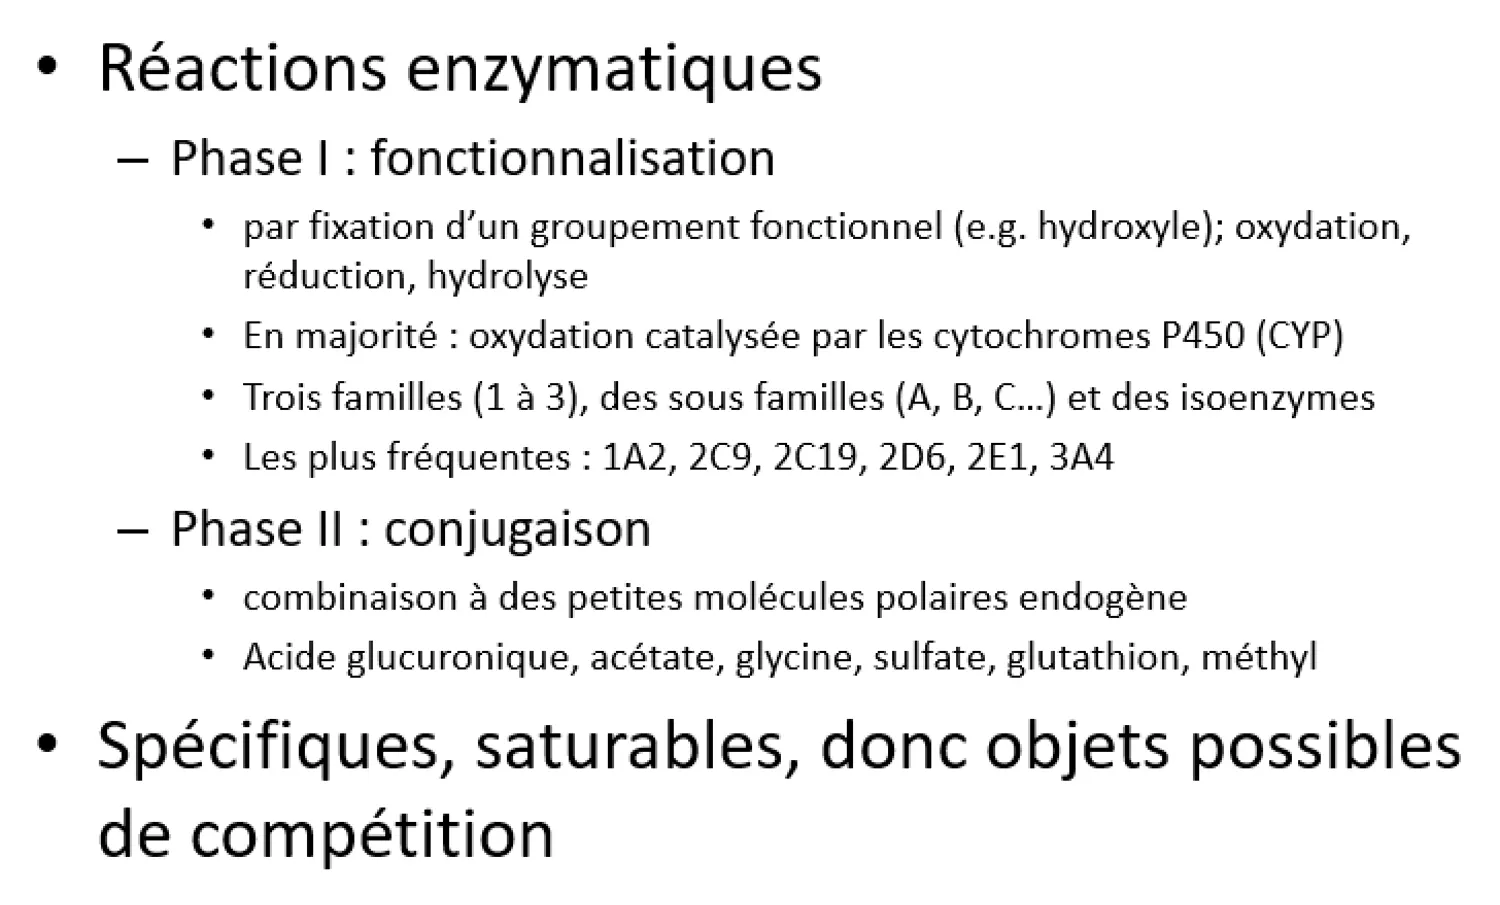 • Réactions enzymatiques
– Phase I : fonctionnalisation
• par fixation d’un groupement fonctionnel (e.g. hydroxyle); oxydation,
réduction, hydrolyse
• En majorité : oxydation catalysée par les cytochromes P450 (CYP)
• Trois familles (1 à 3), des sous familles (A, B, C…) et des isoenzymes
• Les plus fréquentes : 1A2, 2C9, 2C19, 2D6, 2E1, 3A4
– Phase II : conjugaison
• combinaison à des petites molécules polaires endogène
• Acide glucuronique, acétate, glycine, sulfate, glutathion, méthyl
• Spécifiques, saturables, donc objets possibles
de compétition